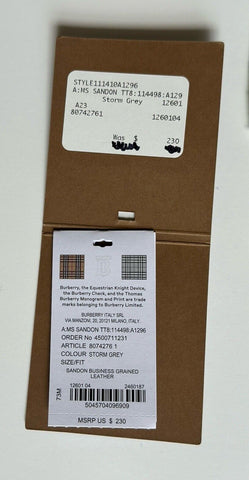 STYLE111410A1296
A:MS SANDON TT8:114498:A129
Storm Grey 12601
A23
80742761 1260104
Was $ 230
Burberry, the Equestrian Knight Device,
the Burberry Check, and the Thomas
Burberry Monogram and Print are trade
marks belonging to Burberry Limited.
BURBERRY ITALY SRL
VIA MANZONI, 20, 20121 MILANO, ITALY.
A:MS SANDON TT8:114498:A1296
ORDER No 4500711231
ARTICLE 8074276 1
COLOUR STORM GREY
SIZE/FIT
SANDON BUSINESS GRAINED
LEATHER
73M
12601 04 2460187
5045704096909
MSRP US $ 230